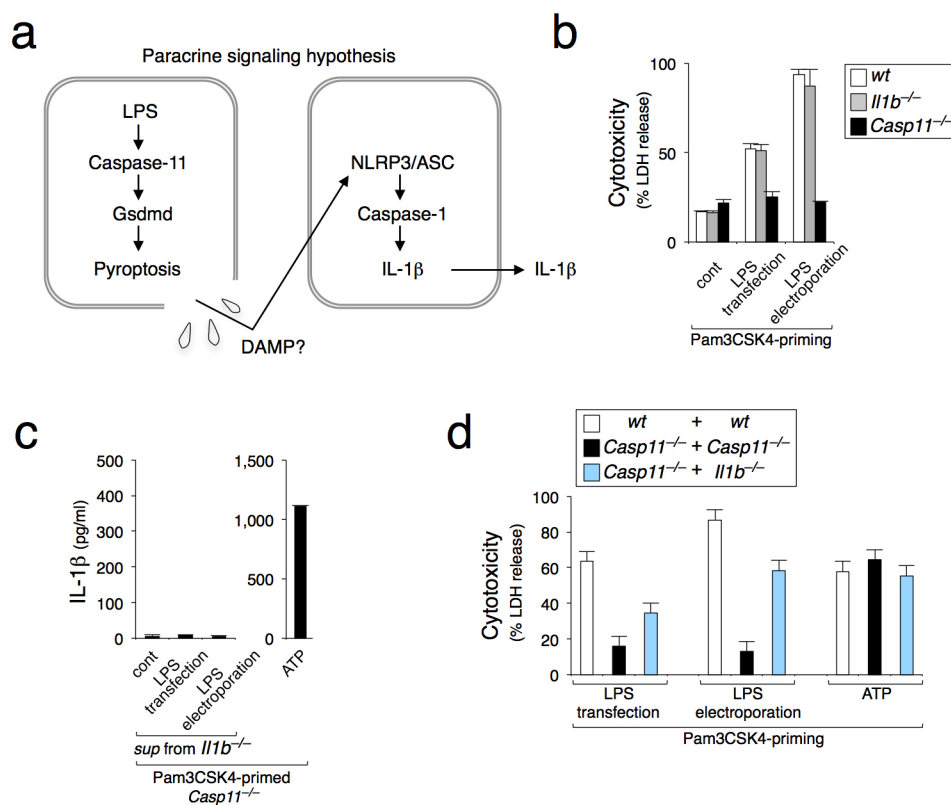 a
Paracrine signaling hypothesis
LPS
Caspase-11
Gsdmd
Pyroptosis
NLRP3/ASC
Caspase-1
IL-1β
IL-1β
DAMP?
b
wt
Il1b–/–
Casp11–/–
Cytotoxicity
(% LDH release)
100
50
0
cont
LPS
transfection
LPS
electroporation
Pam3CSK4-priming
c
IL-1β (pg/ml)
500
400
300
200
100
0
1,500
1,000
500
0
cont
LPS
transfection
LPS
electroporation
ATP
sup from Il1b–/–
Pam3CSK4-primed
Casp11–/–
d
wt + wt
Casp11–/– + Casp11–/–
Casp11–/– + Il1b–/–
Cytotoxicity
(% LDH release)
100
80
60
40
20
0
LPS
transfection
LPS
electroporation
ATP
Pam3CSK4-priming